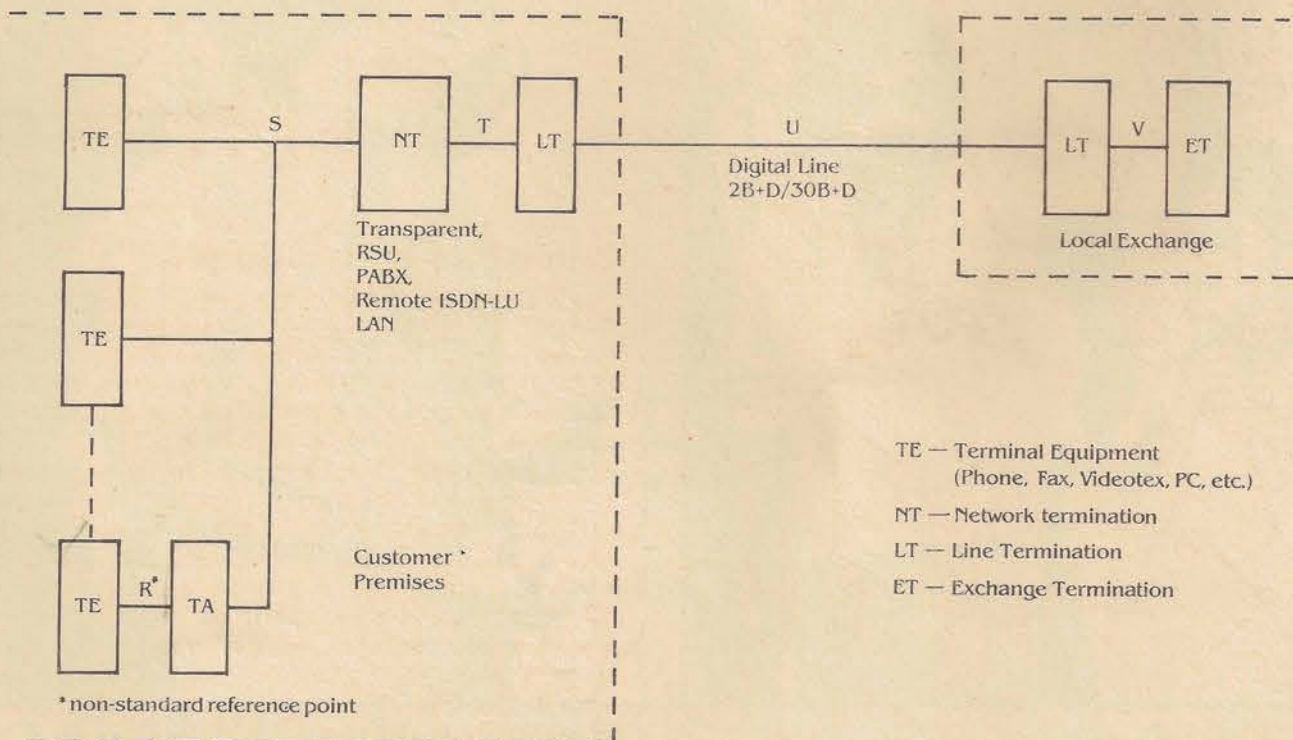 TE
S
NT
T
LT
U
LT
V
ET
Digital Line
2B+D/30B+D
Transparent,
RSU,
PABX,
Remote ISDN-LU
LAN
Local Exchange
TE
TE — Terminal Equipment
(Phone, Fax, Videotex, PC, etc.)
NT — Network termination
LT — Line Termination
ET — Exchange Termination
Customer
Premises
TE
R*
TA
* non-standard reference point